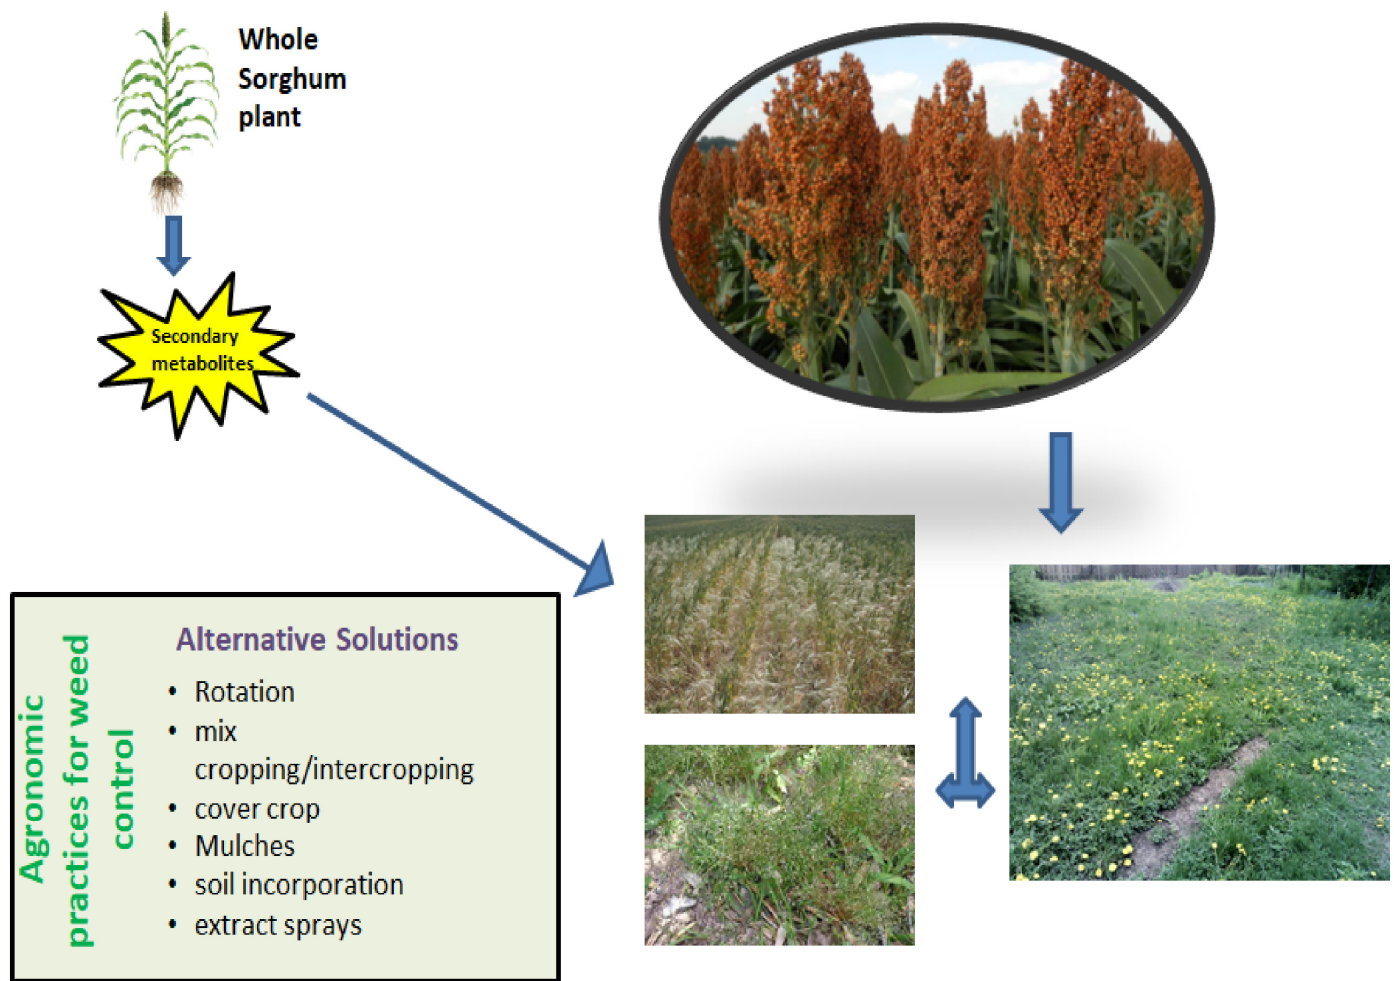 Whole
Sorghum
plant
Secondary
metabolites
Agronomic
practices for weed
control
Alternative Solutions
• Rotation
• mix
cropping/intercropping
• cover crop
• Mulches
• soil incorporation
• extract sprays